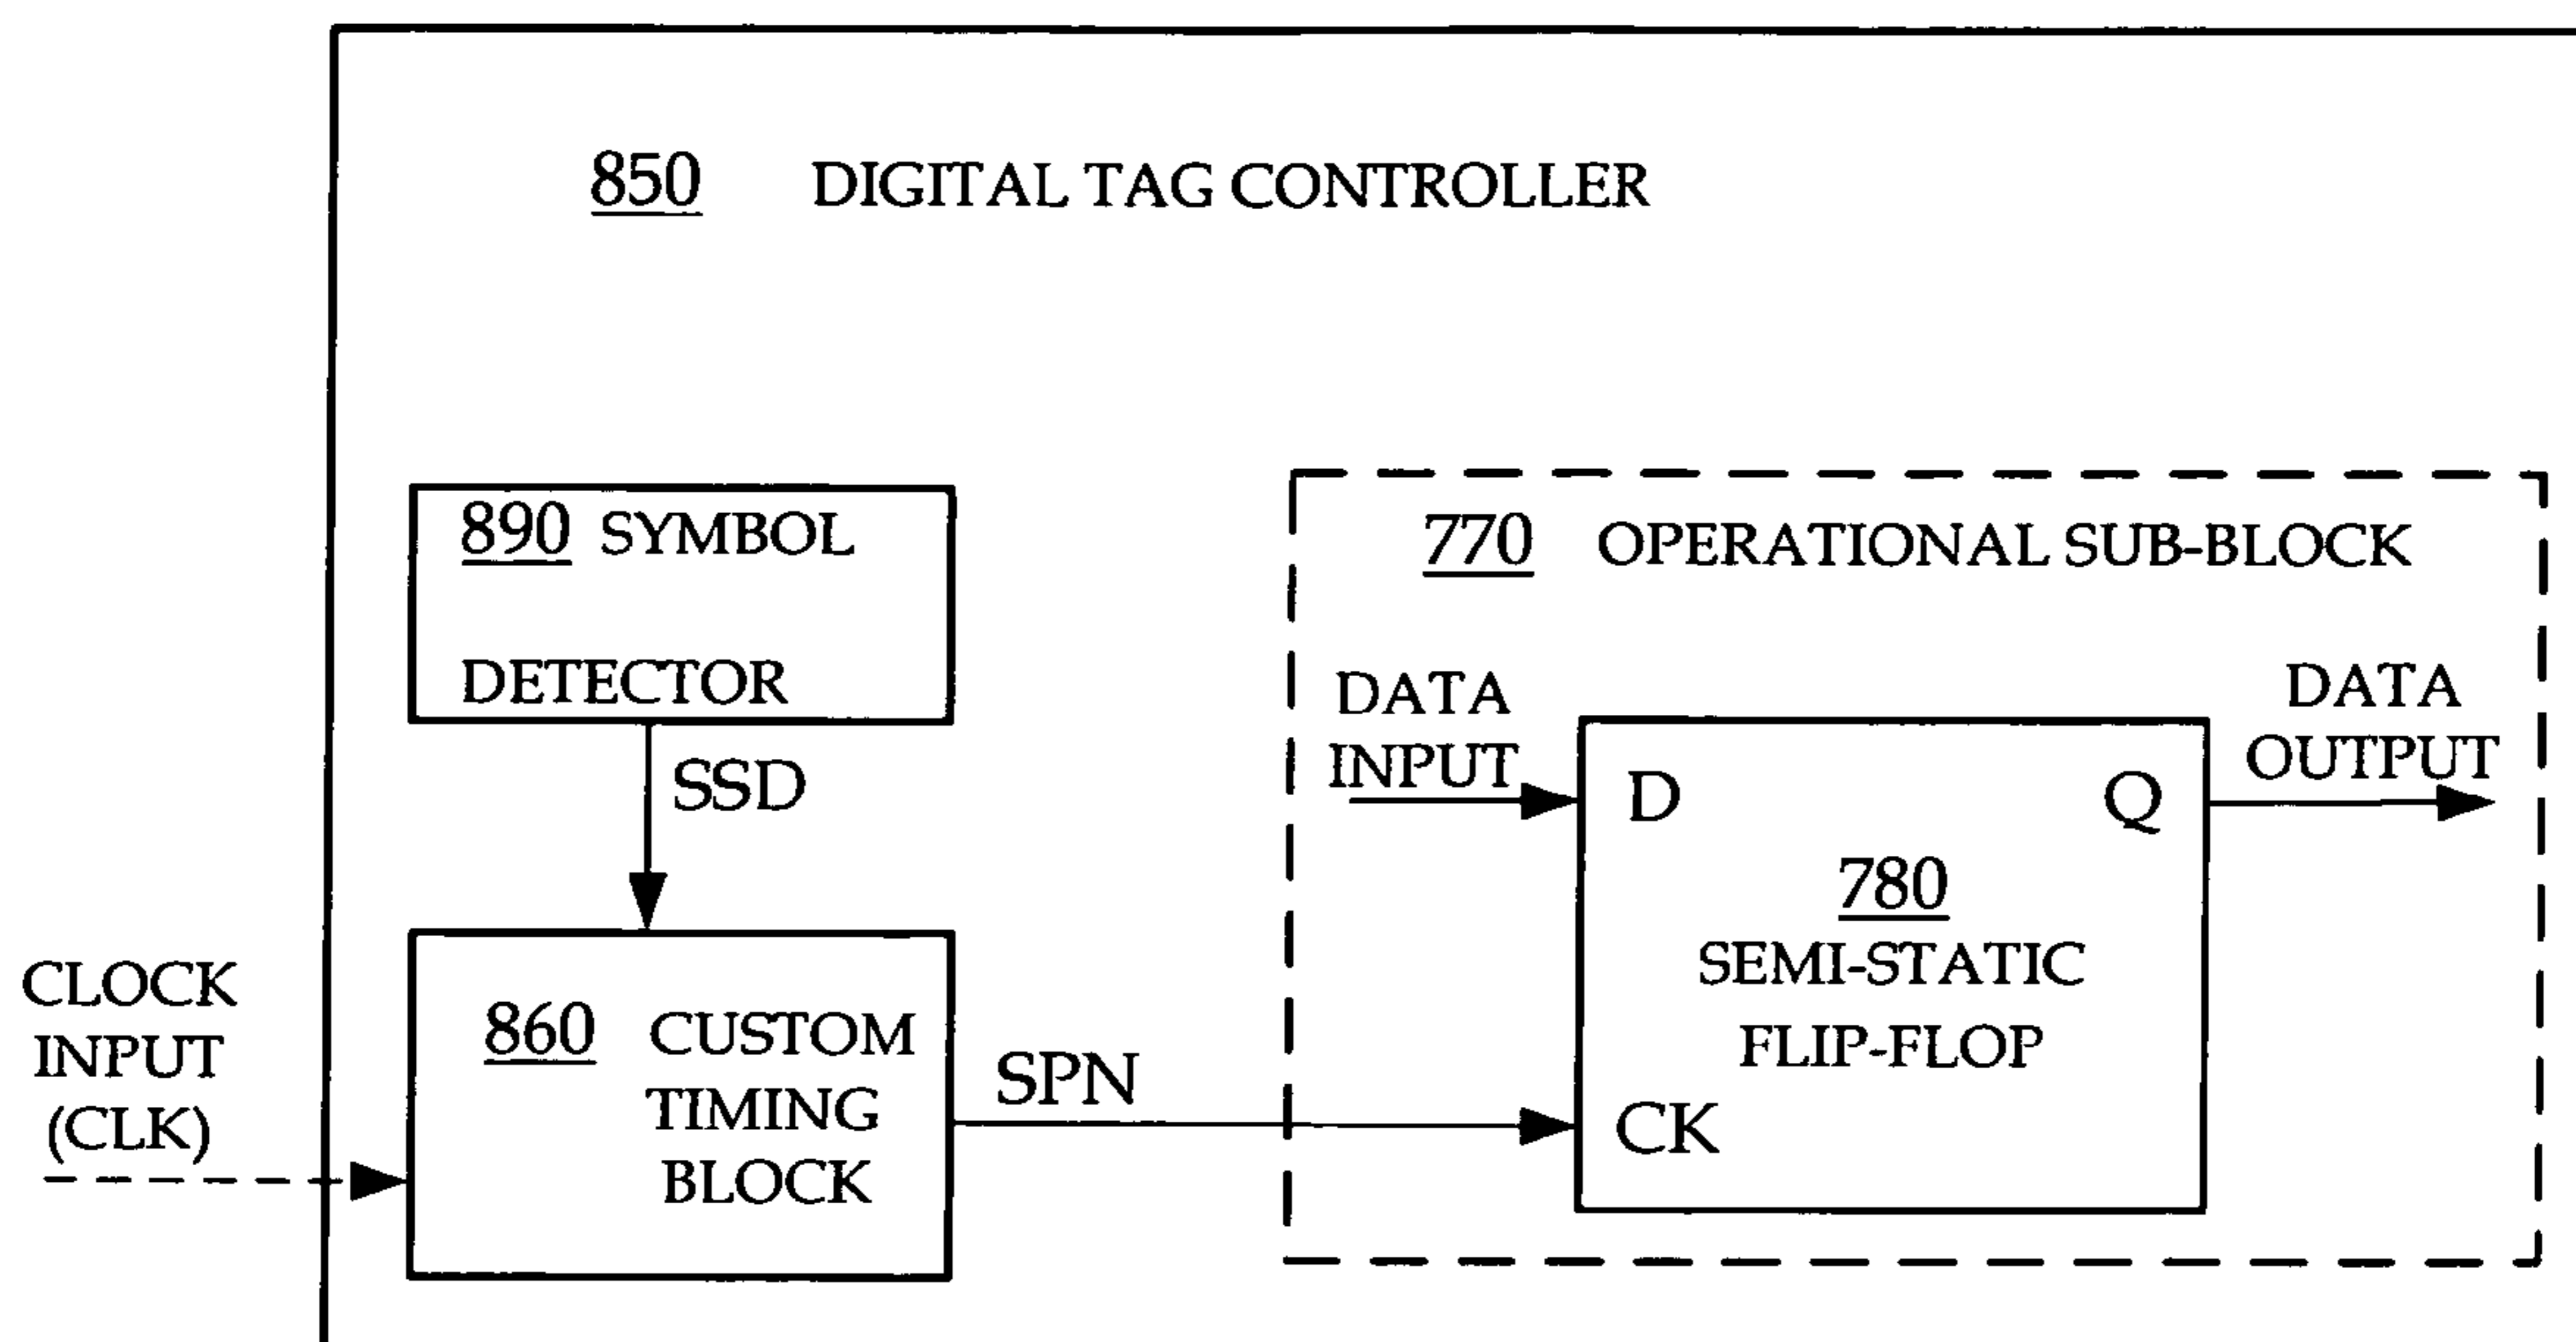 850 DIGITAL TAG CONTROLLER
890 SYMBOL
DETECTOR
SSD
CLOCK
INPUT
(CLK)
860 CUSTOM
TIMING
BLOCK
SPN
770 OPERATIONAL SUB-BLOCK
DATA
INPUT
DATA
OUTPUT
D
Q
780
SEMI-STATIC
FLIP-FLOP
CK